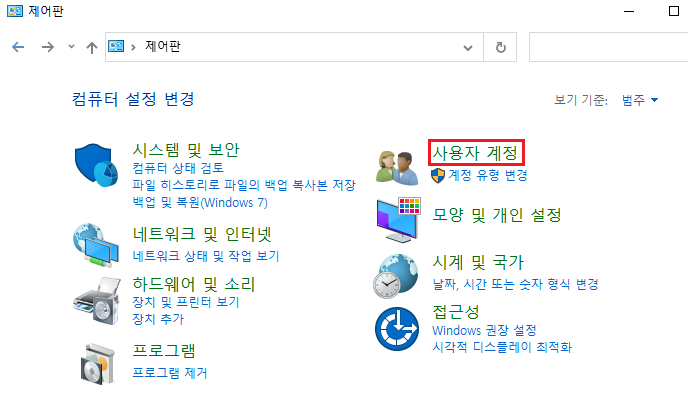 제어판
제어판
컴퓨터 설정 변경
보기 기준: 범주
시스템 및 보안
컴퓨터 상태 검토
파일 히스토리로 파일의 백업 복사본 저장
백업 및 복원(Windows 7)
네트워크 및 인터넷
네트워크 상태 및 작업 보기
하드웨어 및 소리
장치 및 프린터 보기
장치 추가
프로그램
프로그램 제거
사용자 계정
계정 유형 변경
모양 및 개인 설정
시계 및 국가
날짜, 시간 또는 숫자 형식 변경
접근성
Windows 권장 설정
시각적 디스플레이 최적화